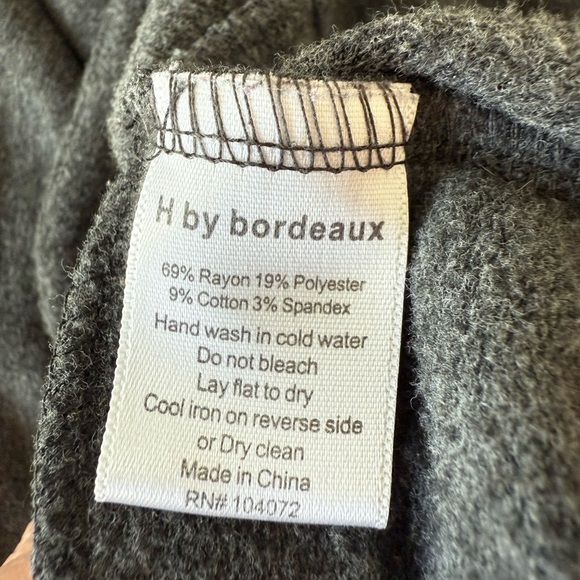 H by bordeaux
69% Rayon 19% Polyester
9% Cotton 3% Spandex
Hand wash in cold water
Do not bleach
Lay flat to dry
Cool iron on reverse side
or Dry clean
Made in China
RN# 104072